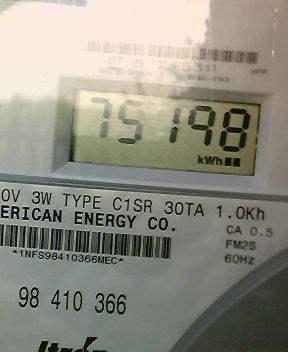 75198
kWh
0V 3W TYPE C1SR 30TA 1.0Kh
ERICAN ENERGY CO.
CA 0.5
FM2S
*1NFS98410366MEC*
60Hz
98 410 366
Itrón